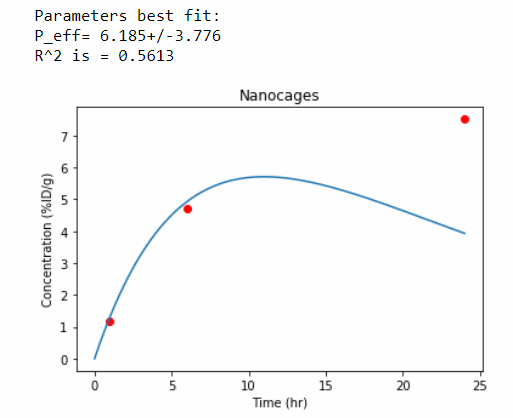 Parameters best fit:
P_eff= 6.185+/-3.776
R^2 is = 0.5613
Nanocages
7
6
5
4
3
2
1
0
Concentration (%ID/g)
0 5 10 15 20 25
Time (hr)